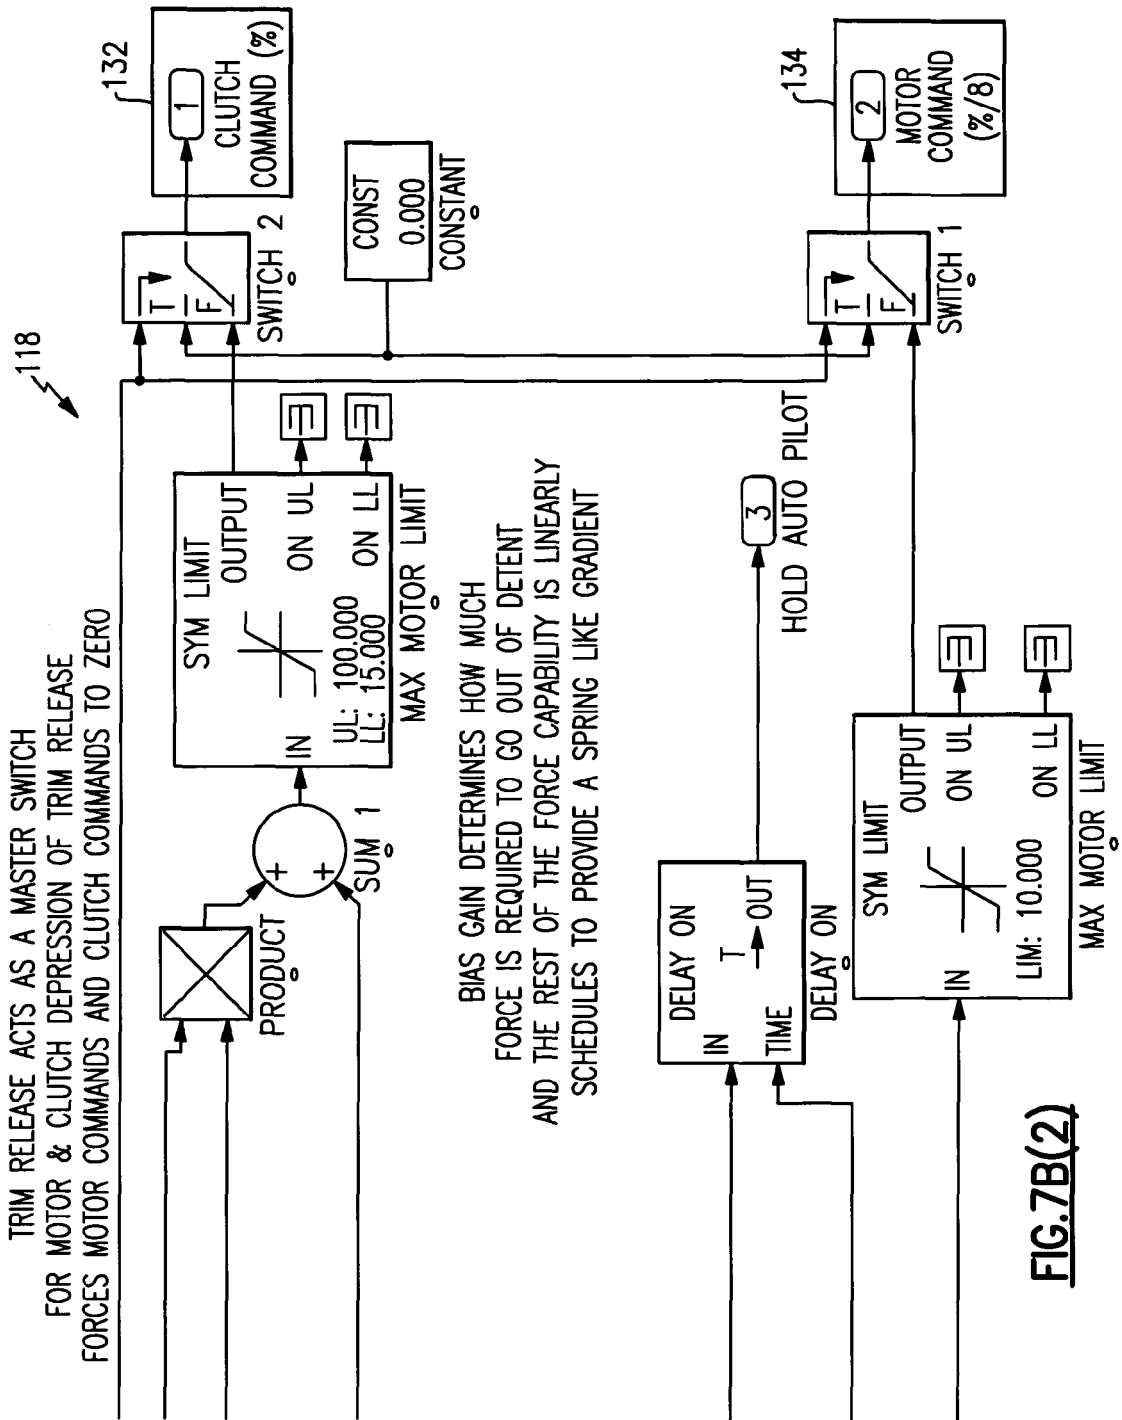 TRIM RELEASE ACTS AS A MASTER SWITCH
FOR MOTOR & CLUTCH DEPRESSION OF TRIM RELEASE
FORCES MOTOR COMMANDS AND CLUTCH COMMANDS TO ZERO
118
132
1
CLUTCH
COMMAND (%)
T
F
SWITCH 2
PRODUCT
+
+
SUM 1
SYM LIMIT
IN
OUTPUT
ON UL
ON LL
UL: 100.000
LL: 15.000
MAX MOTOR LIMIT
CONST
0.000
CONSTANT
BIAS GAIN DETERMINES HOW MUCH
FORCE IS REQUIRED TO GO OUT OF DETENT
AND THE REST OF THE FORCE CAPABILITY IS LINEARLY
SCHEDULES TO PROVIDE A SPRING LIKE GRADIENT
DELAY ON
IN
T
OUT
TIME
DELAY ON
3
HOLD AUTO PILOT
134
2
MOTOR
COMMAND
(%/8)
T
F
SWITCH 1
SYM LIMIT
IN
OUTPUT
ON UL
ON LL
LIM: 10.000
MAX MOTOR LIMIT
FIG.7B(2)